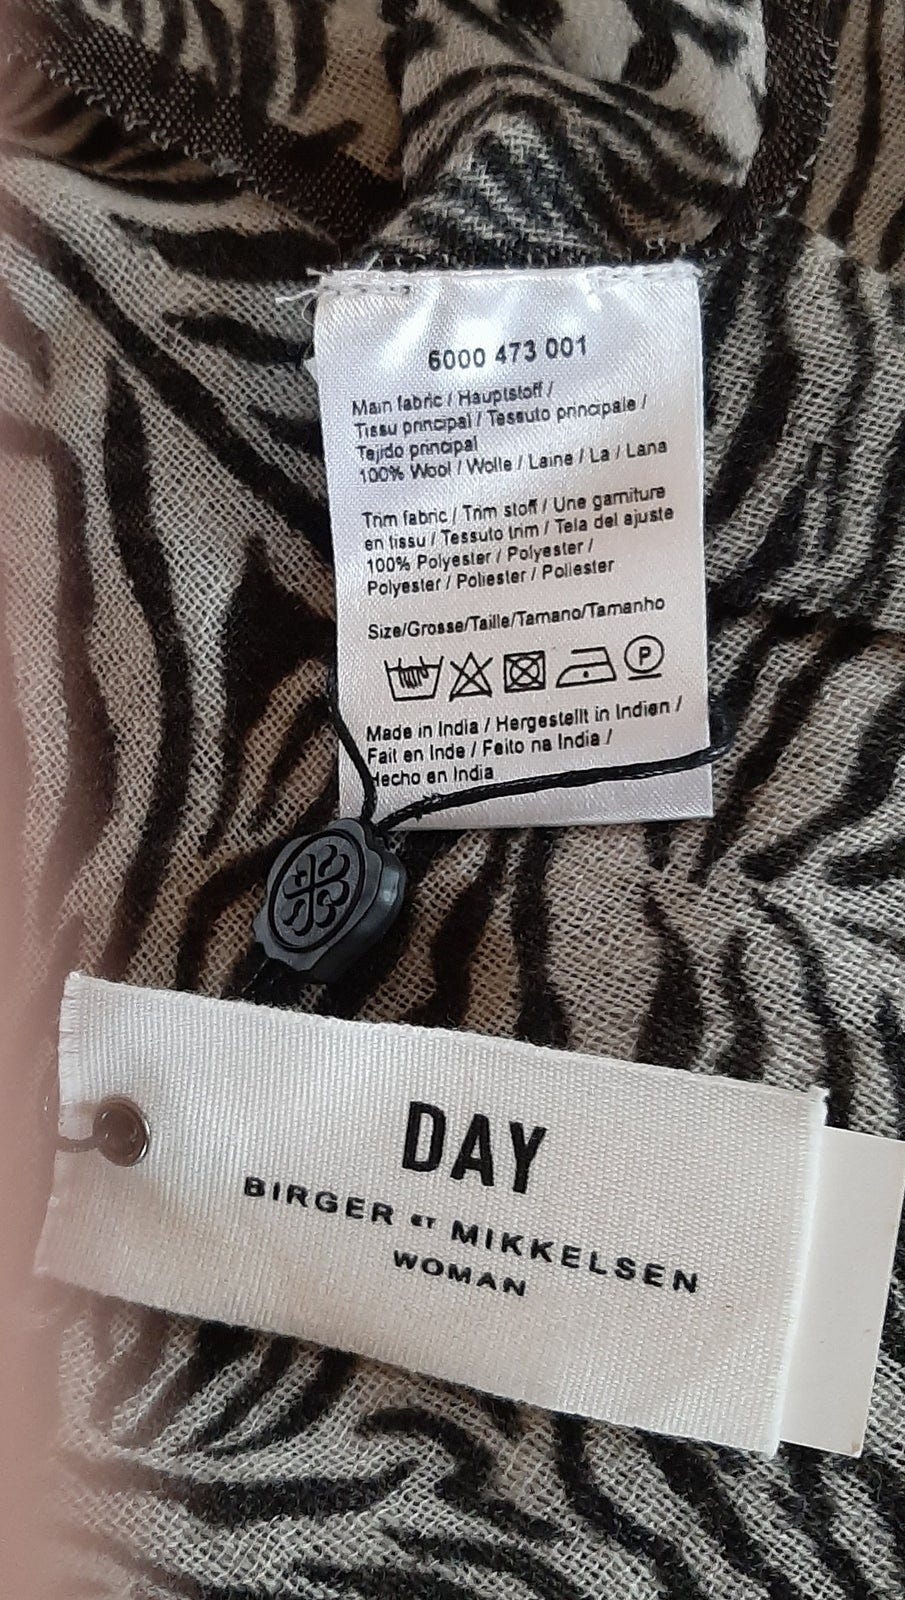 6000 473 001
Main fabric / Hauptstoff /
Tissu principal / Tessuto principale /
Tejido principal
100% Wool / Wolle / Laine / La / Lana
Trim fabric / Trim stoff / Une garniture
en tissu / Tessuto trim / Tela del ajuste
100% Polyester / Polyester /
Polyester / Poliester / Poliester
Size/Grosse/Taille/Tamano/Tamanho
P
Made in India / Hergestellt in Indien /
Fait en Inde / Feito na India /
Hecho en India
DAY
BIRGER ET MIKKELSEN
WOMAN